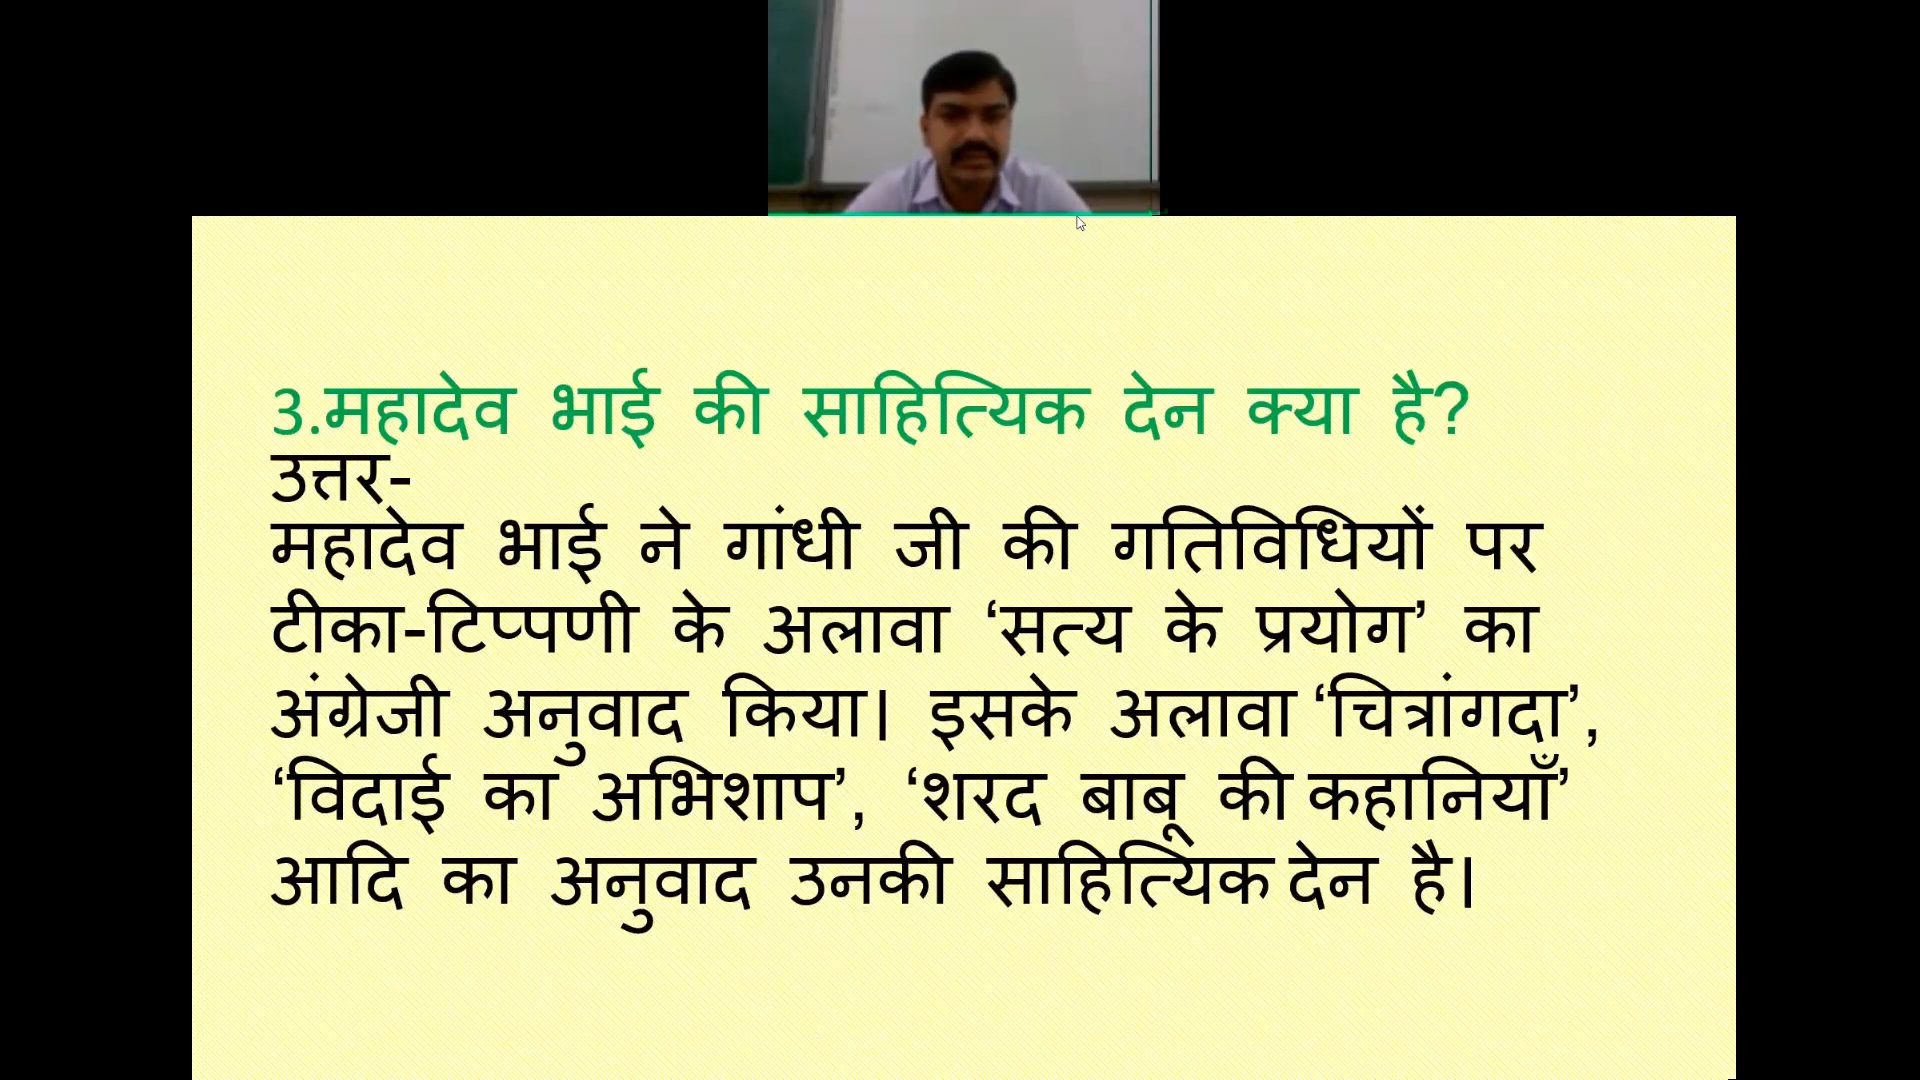 3.महादेव भाई की साहित्यिक देन क्या है?
उत्तर-
महादेव भाई ने गांधी जी की गतिविधियों पर
टीका-टिप्पणी के अलावा ‘सत्य के प्रयोग’ का
अंग्रेजी अनुवाद किया। इसके अलावा ‘चित्रांगदा’,
‘विदाई का अभिशाप’, ‘शरद बाबू की कहानियाँ’
आदि का अनुवाद उनकी साहित्यिक देन है।